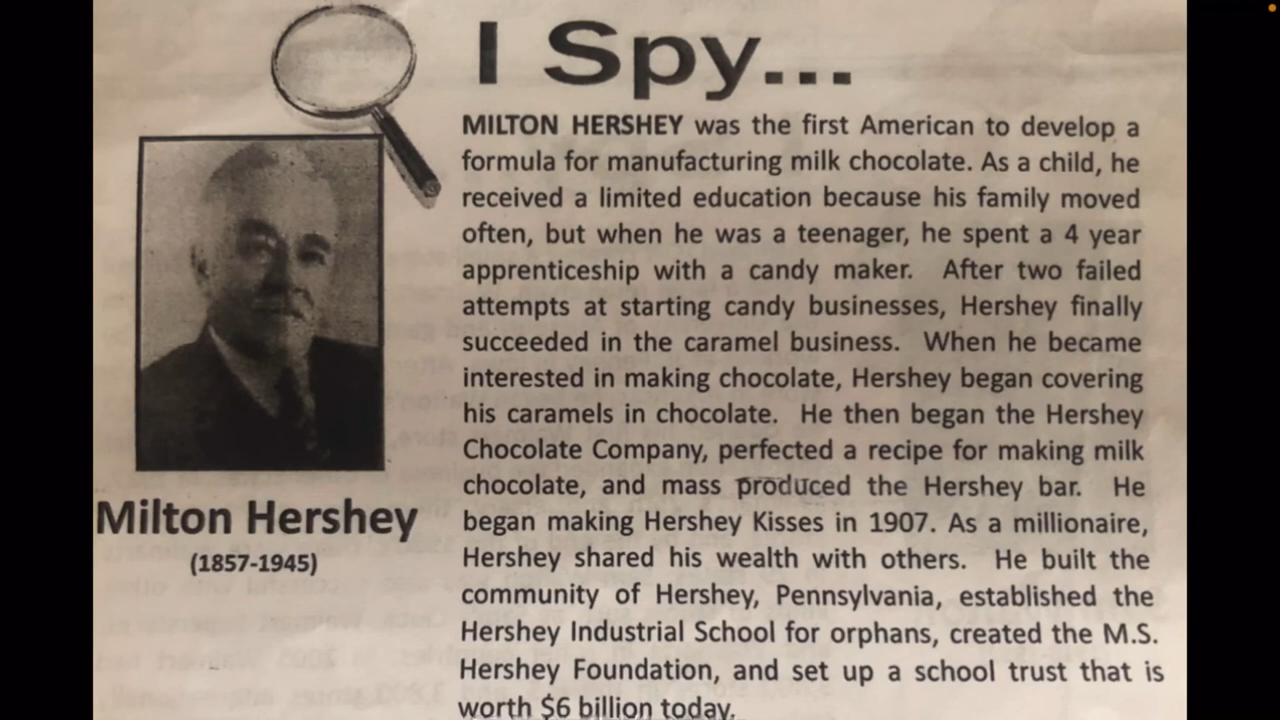 I Spy...
MILTON HERSHEY was the first American to develop a
formula for manufacturing milk chocolate. As a child, he
received a limited education because his family moved
often, but when he was a teenager, he spent a 4 year
apprenticeship with a candy maker. After two failed
attempts at starting candy businesses, Hershey finally
succeeded in the caramel business. When he became
interested in making chocolate, Hershey began covering
his caramels in chocolate. He then began the Hershey
Chocolate Company, perfected a recipe for making milk
chocolate, and mass produced the Hershey bar. He
began making Hershey Kisses in 1907. As a millionaire,
Hershey shared his wealth with others. He built the
community of Hershey, Pennsylvania, established the
Hershey Industrial School for orphans, created the M.S.
Hershey Foundation, and set up a school trust that is
worth $6 billion today.
Milton Hershey
(1857-1945)